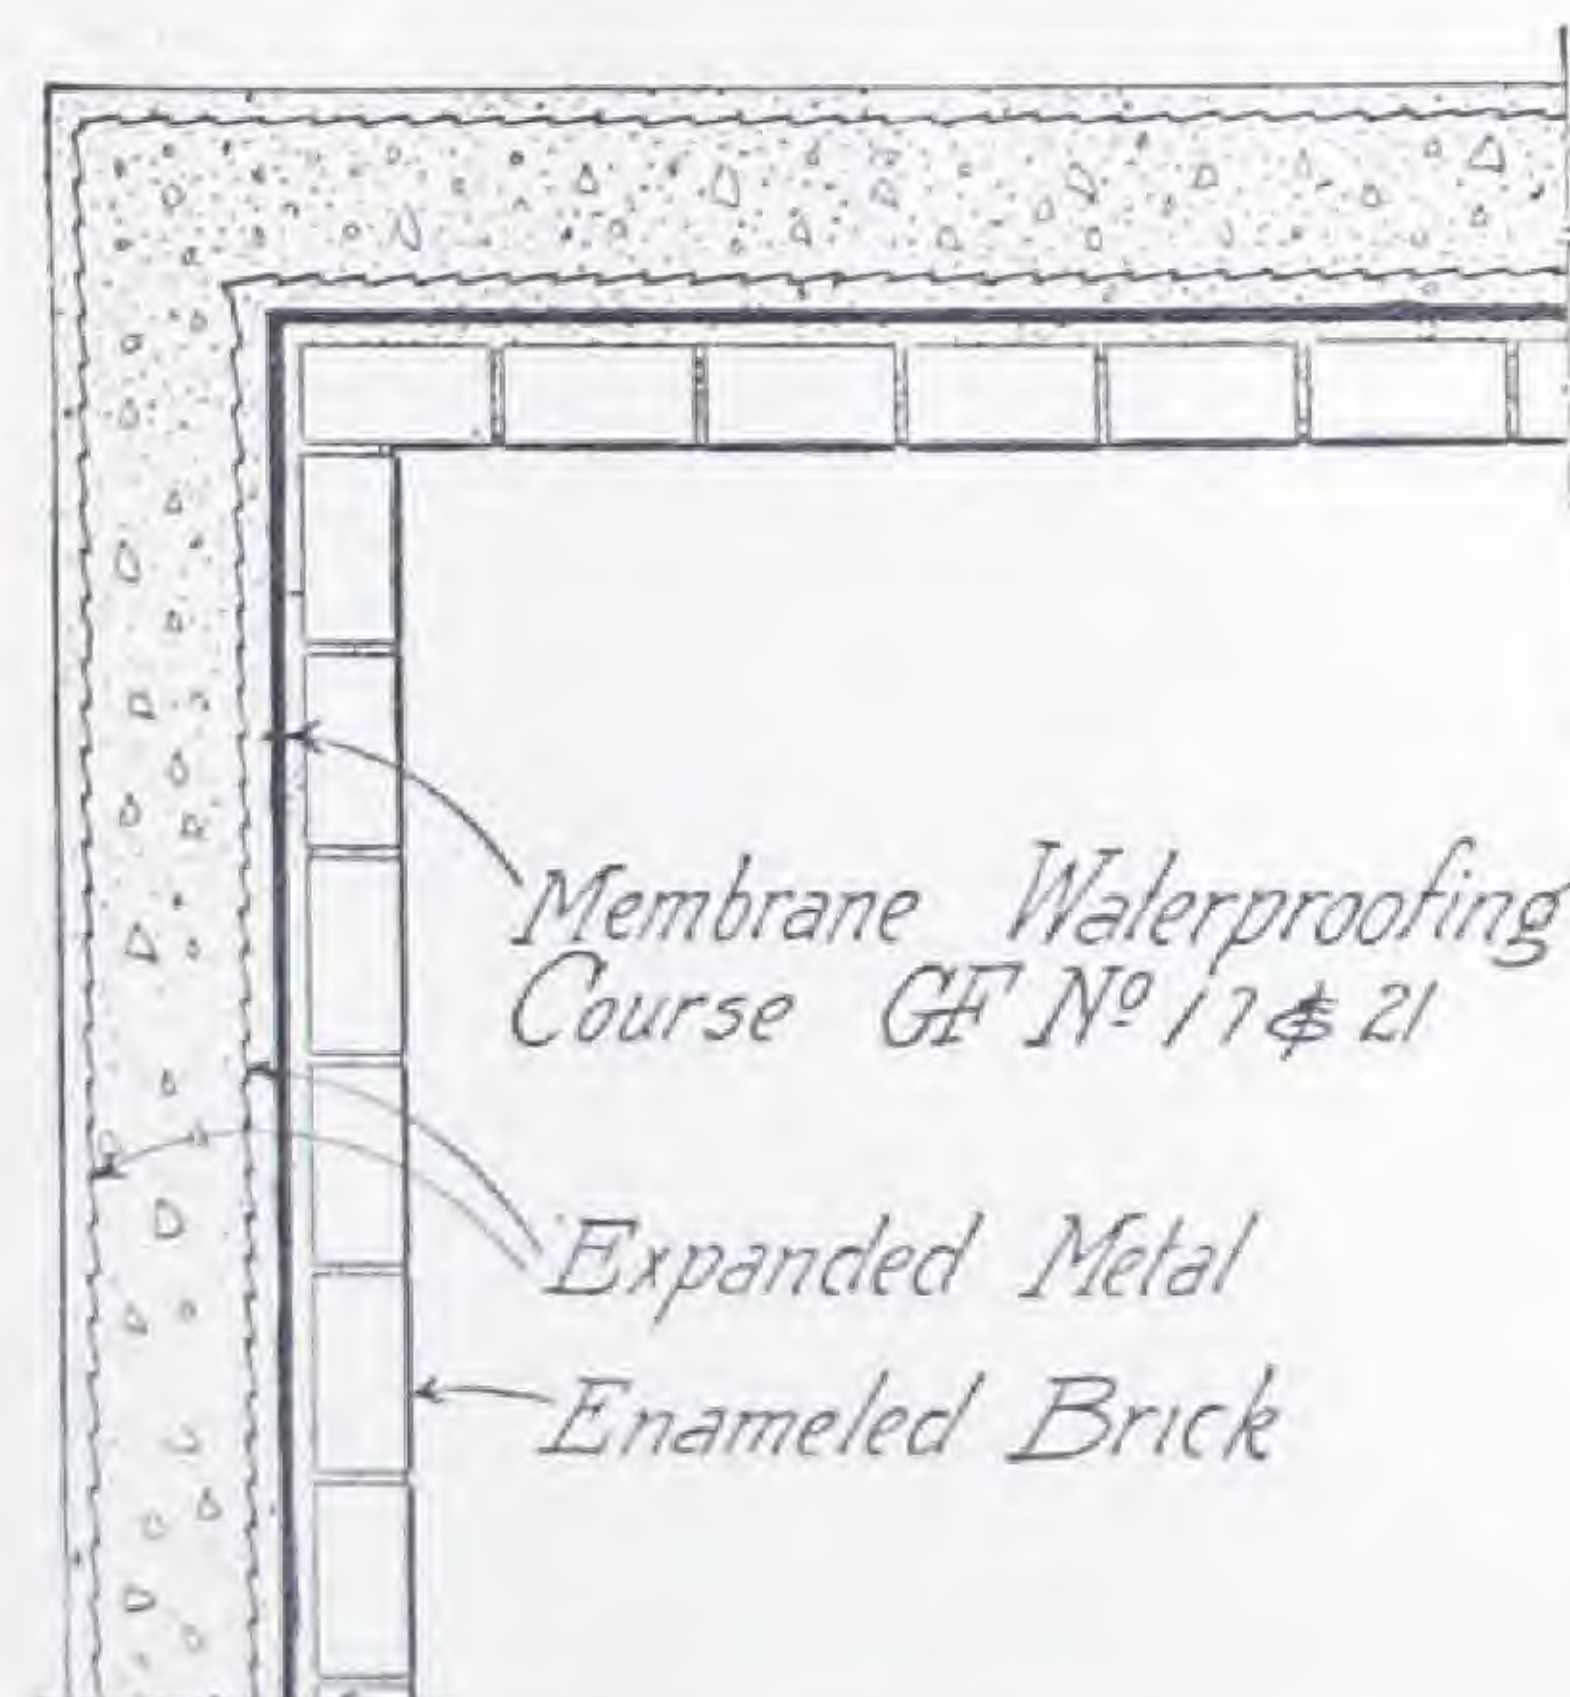 Membrane Waterproofing
Course GF Nº 17 & 21
Expanded Metal
Enameled Brick